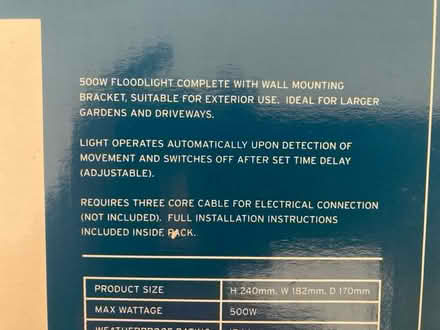 500W FLOODLIGHT COMPLETE WITH WALL MOUNTING
BRACKET, SUITABLE FOR EXTERIOR USE. IDEAL FOR LARGER
GARDENS AND DRIVEWAYS.
LIGHT OPERATES AUTOMATICALLY UPON DETECTION OF
MOVEMENT AND SWITCHES OFF AFTER SET TIME DELAY
(ADJUSTABLE).
REQUIRES THREE CORE CABLE FOR ELECTRICAL CONNECTION
(NOT INCLUDED). FULL INSTALLATION INSTRUCTIONS
INCLUDED INSIDE PACK.
PRODUCT SIZE H 240mm, W 182mm, D 170mm
MAX WATTAGE 500W
WEATHERPROOF RATING